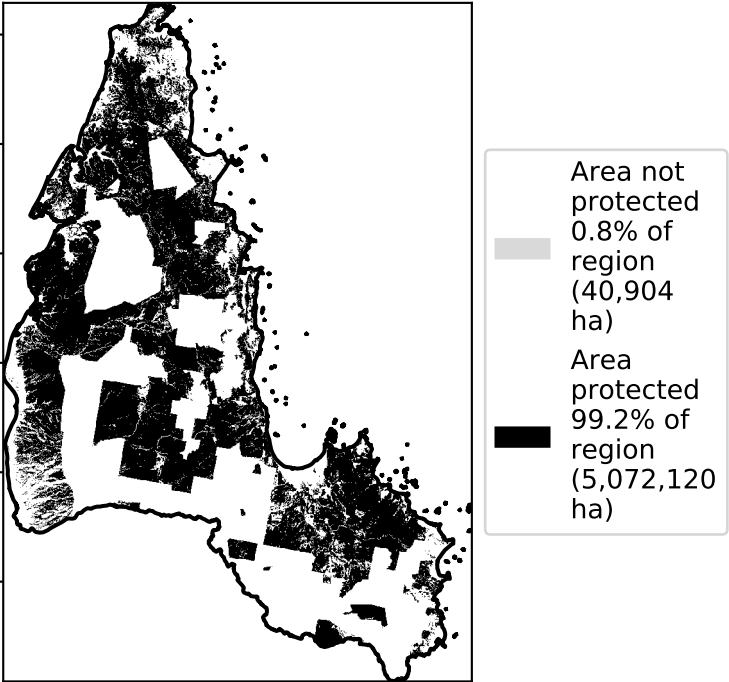 Area not
protected
0.8% of
region
(40,904
ha)
Area
protected
99.2% of
region
(5,072,120
ha)